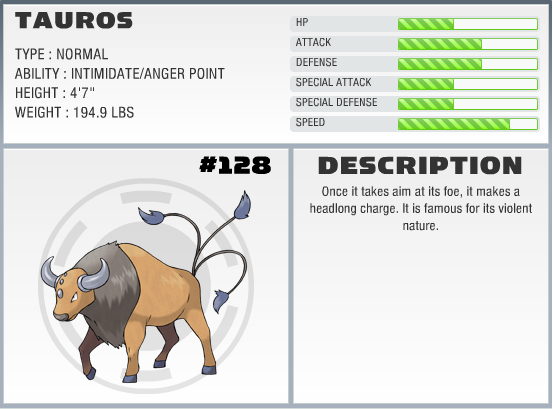 TAUROS
TYPE : NORMAL
ABILITY : INTIMIDATE/ANGER POINT
HEIGHT : 4'7"
WEIGHT : 194.9 LBS
HP
ATTACK
DEFENSE
SPECIAL ATTACK
SPECIAL DEFENSE
SPEED
#128
DESCRIPTION
Once it takes aim at its foe, it makes a
headlong charge. It is famous for its violent
nature.